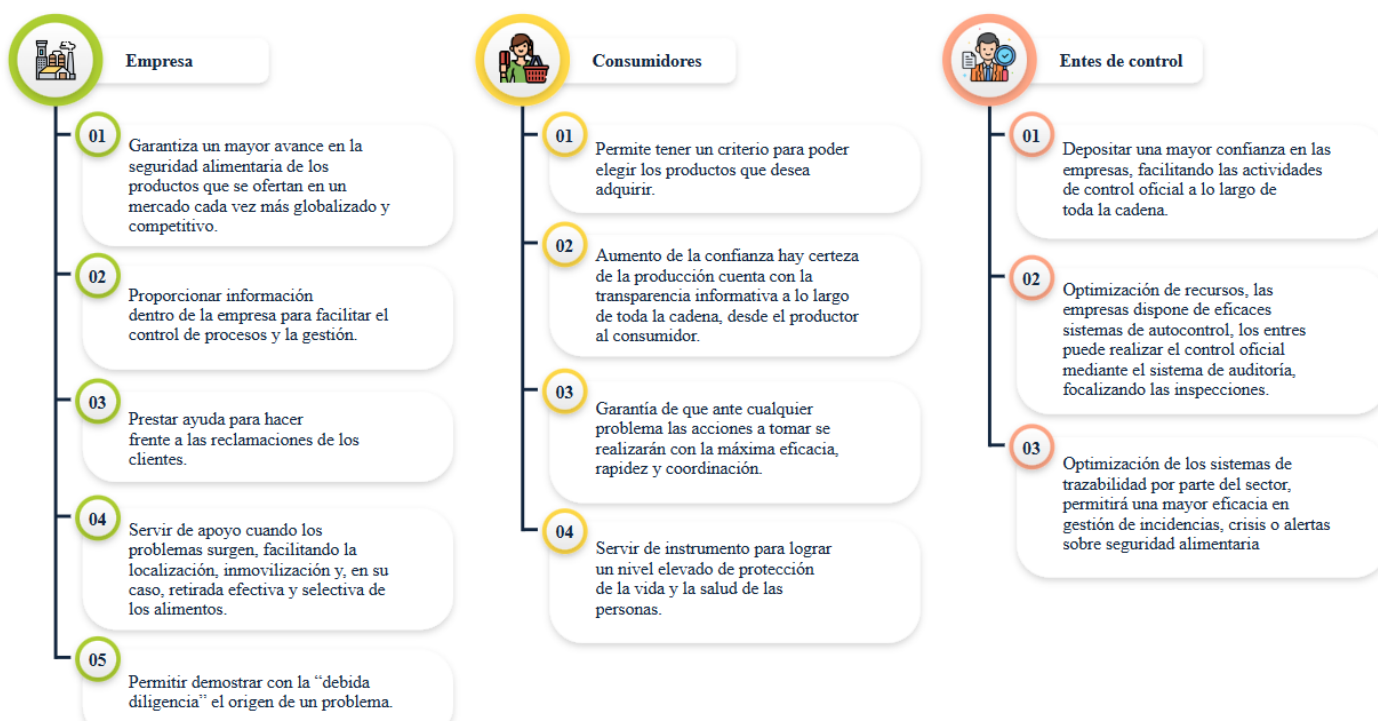 Empresa
01
Garantiza un mayor avance en la
seguridad alimentaria de los
productos que se ofertan en un
mercado cada vez más globalizado y
competitivo.
02
Proporcionar información
dentro de la empresa para facilitar el
control de procesos y la gestión.
03
Prestar ayuda para hacer
frente a las reclamaciones de los
clientes.
04
Servir de apoyo cuando los
problemas surgen, facilitando la
localización, inmovilización y, en su
caso, retirada efectiva y selectiva de
los alimentos.
05
Permitir demostrar con la “debida
diligencia” el origen de un problema.
Consumidores
01
Permite tener un criterio para poder
elegir los productos que desea
adquirir.
02
Aumento de la confianza hay certeza
de la producción cuenta con la
transparencia informativa a lo largo
de toda la cadena, desde el productor
al consumidor.
03
Garantía de que ante cualquier
problema las acciones a tomar se
realizarán con la máxima eficacia,
rapidez y coordinación.
04
Servir de instrumento para lograr
un nivel elevado de protección
de la vida y la salud de las
personas.
Entes de control
01
Depositar una mayor confianza en las
empresas, facilitando las actividades
de control oficial a lo largo de
toda la cadena.
02
Optimización de recursos, las
empresas dispone de eficaces
sistemas de autocontrol, los entres
puede realizar el control oficial
mediante el sistema de auditoría,
focalizando las inspecciones.
03
Optimización de los sistemas de
trazabilidad por parte del sector,
permitirá una mayor eficacia en
gestión de incidencias, crisis o alertas
sobre seguridad alimentaria